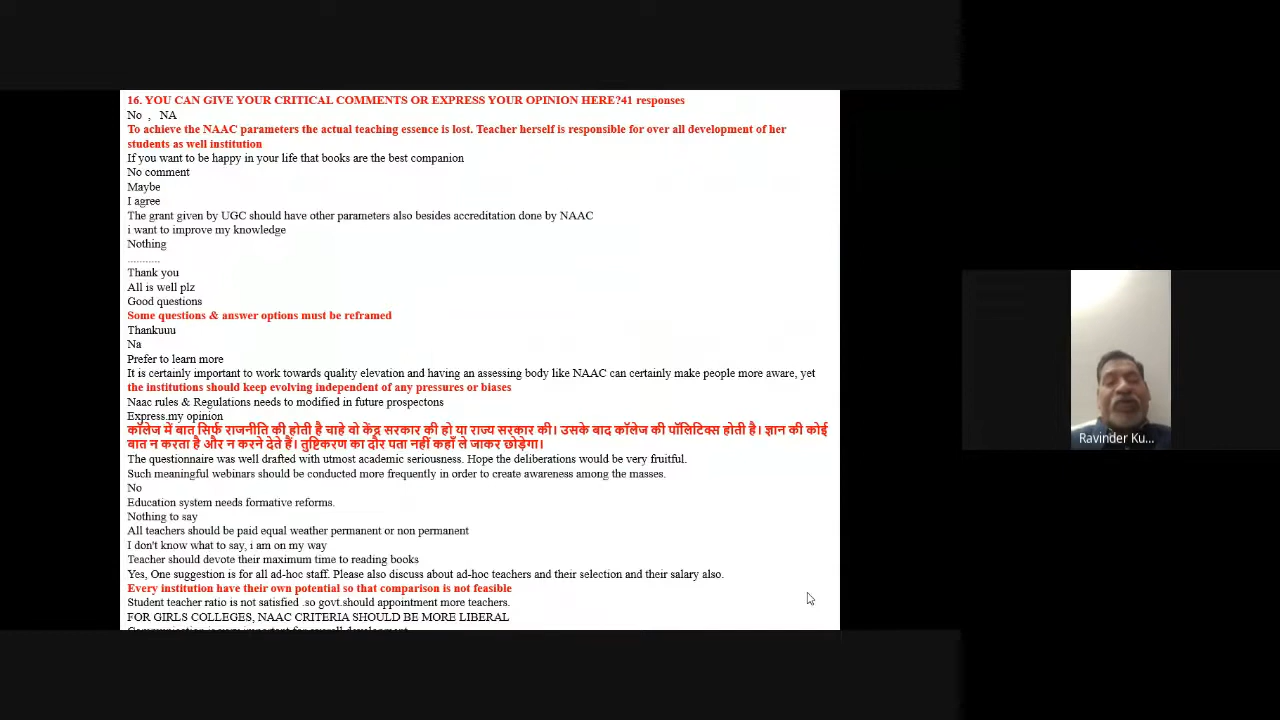 16. YOU CAN GIVE YOUR CRITICAL COMMENTS OR EXPRESS YOUR OPINION HERE?41 responses
No , NA
To achieve the NAAC parameters the actual teaching essence is lost. Teacher herself is responsible for over all development of her
students as well institution
If you want to be happy in your life that books are the best companion
No comment
Maybe
I agree
The grant given by UGC should have other parameters also besides accreditation done by NAAC
i want to improve my knowledge
Nothing
...........
Thank you
All is well plz
Good questions
Some questions & answer options must be reframed
Thankuuu
Na
Prefer to learn more
It is certainly important to work towards quality elevation and having an assessing body like NAAC can certainly make people more aware, yet
the institutions should keep evolving independent of any pressures or biases
Naac rules & Regulations needs to modified in future prospectons
Express.my opinion
कॉलेज में बात सिर्फ राजनीति की होती है चाहे वो केंद्र सरकार की हो या राज्य सरकार की। उसके बाद कॉलेज की पॉलिटिक्स होती है। ज्ञान की कोई
बात न करता है और न करने देते हैं। तुष्टिकरण का दौर पता नहीं कहाँ ले जाकर छोड़ेगा।
The questionnaire was well drafted with utmost academic seriousness. Hope the deliberations would be very fruitful.
Such meaningful webinars should be conducted more frequently in order to create awareness among the masses.
No
Education system needs formative reforms.
Nothing to say
All teachers should be paid equal weather permanent or non permanent
I don't know what to say, i am on my way
Teacher should devote their maximum time to reading books
Yes, One suggestion is for all ad-hoc staff. Please also discuss about ad-hoc teachers and their selection and their salary also.
Every institution have their own potential so that comparison is not feasible
Student teacher ratio is not satisfied .so govt.should appointment more teachers.
FOR GIRLS COLLEGES, NAAC CRITERIA SHOULD BE MORE LIBERAL
Communication is very important for overall development
Ravinder Ku...